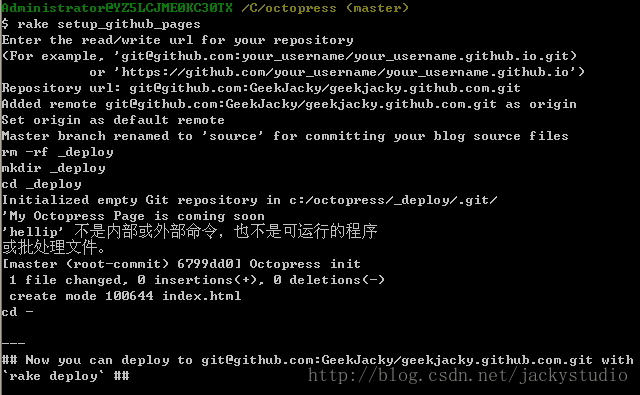 Administrator@YZ5LCJME0KC30TX /C/octopress (master)
$ rake setup_github_pages
Enter the read/write url for your repository
(For example, 'git@github.com:your_username/your_username.github.io.git)
           or 'https://github.com/your_username/your_username.github.io')
Repository url: git@github.com:GeekJacky/geekjacky.github.com.git
Added remote git@github.com:GeekJacky/geekjacky.github.com.git as origin
Set origin as default remote
Master branch renamed to 'source' for committing your blog source files
rm -rf _deploy
mkdir _deploy
cd _deploy
Initialized empty Git repository in c:/octopress/_deploy/.git/
'My Octopress Page is coming soon
'hellip' 不是内部或外部命令，也不是可运行的程序
或批处理文件。
[master (root-commit) 6799dd0] Octopress init
 1 file changed, 0 insertions(+), 0 deletions(-)
 create mode 100644 index.html
cd -
---
## Now you can deploy to git@github.com:GeekJacky/geekjacky.github.com.git with
`rake deploy` ##
http://blog.csdn.net/jackystudio